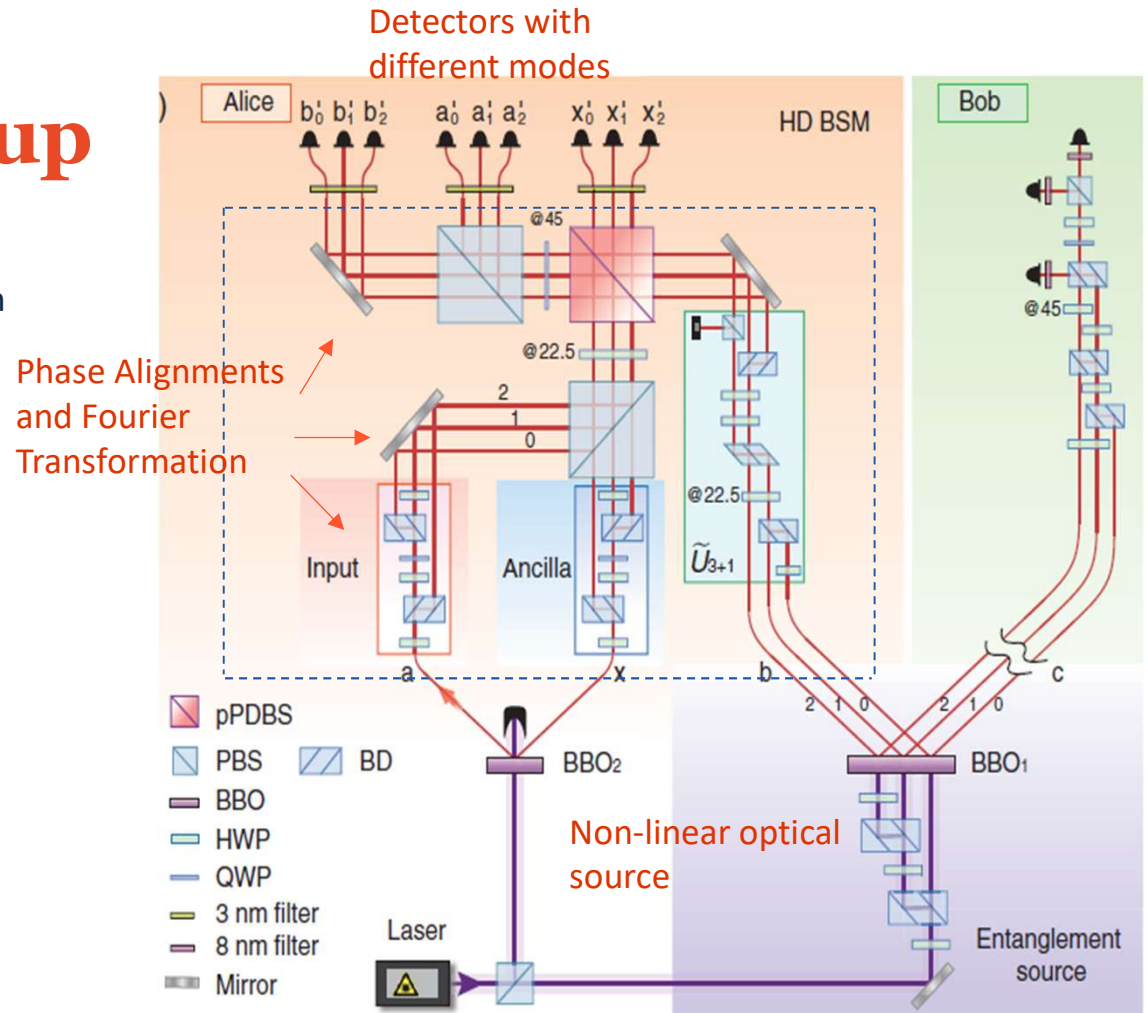 Detectors with
different modes
up
)
Alice
b'0 b'1 b'2 a'0 a'1 a'2 x'0 x'1 x'2
HD BSM
Bob
@45
Phase Alignments
and Fourier
Transformation
@22.5
2
1
0
@22.5
@45
Input
Ancilla
Ũ3+1
a
x
b
c
2 1 0
2 1 0
pPDBS
PBS
BD
BBO
HWP
QWP
3 nm filter
8 nm filter
Mirror
BBO2
BBO1
Non-linear optical
source
Laser
Entanglement
source